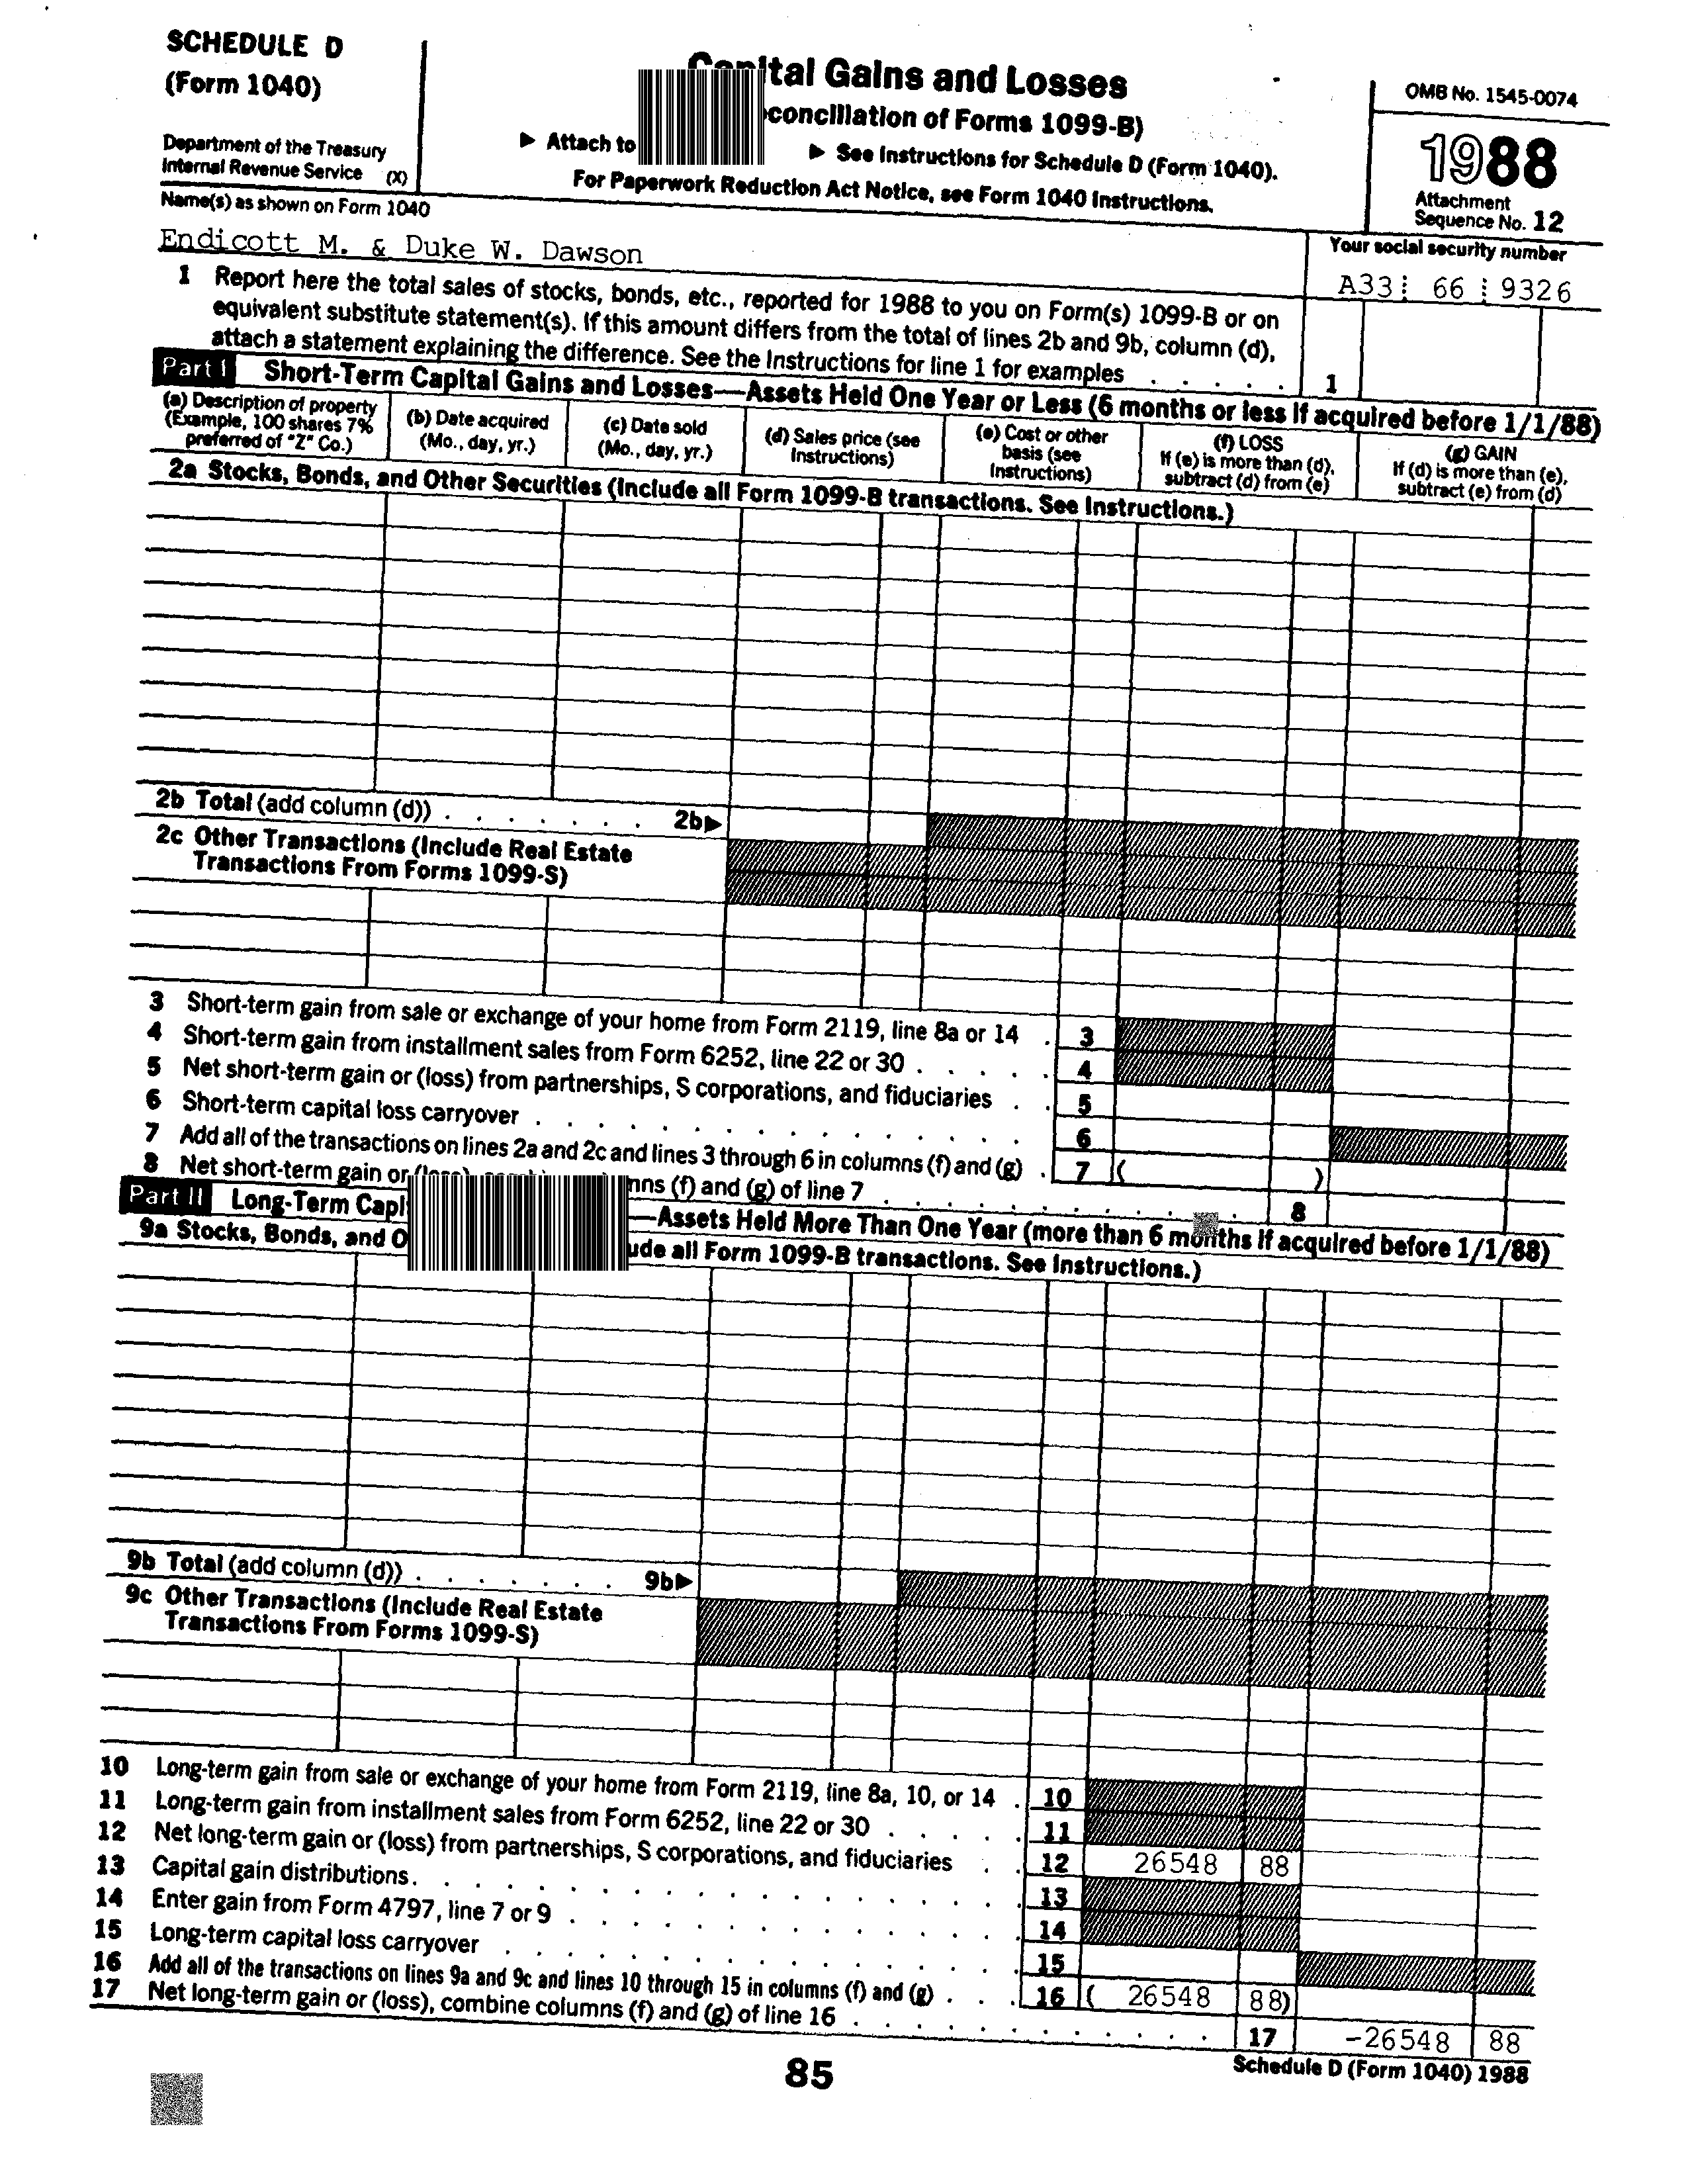 SCHEDULE D
(Form 1040)
Department of the Treasury
Internal Revenue Service (X)
tal Gains and Losses
conciliation of Forms 1099-B)
▶ Attach to
▶ See Instructions for Schedule D (Form 1040).
For Paperwork Reduction Act Notice, see Form 1040 Instructions.
OMB No. 1545-0074
1988
Attachment
Sequence No. 12
Name(s) as shown on Form 1040
Endicott M. & Duke W. Dawson
Your social security number
A33 66 9326
1 Report here the total sales of stocks, bonds, etc., reported for 1988 to you on Form(s) 1099-B or on
equivalent substitute statement(s). If this amount differs from the total of lines 2b and 9b, column (d),
attach a statement explaining the difference. See the Instructions for line 1 for examples . . . . . 1
Part I Short-Term Capital Gains and Losses—Assets Held One Year or Less (6 months or less if acquired before 1/1/88)
(a) Description of property
(Example, 100 shares 7%
preferred of "Z" Co.)
(b) Date acquired
(Mo., day, yr.)
(c) Date sold
(Mo., day, yr.)
(d) Sales price (see
Instructions)
(e) Cost or other
basis (see
Instructions)
(f) LOSS
If (e) is more than (d),
subtract (d) from (e)
(g) GAIN
If (d) is more than (e),
subtract (e) from (d)
2a Stocks, Bonds, and Other Securities (Include all Form 1099-B transactions. See Instructions.)
2b Total (add column (d)) . . . . . . . 2b▶
2c Other Transactions (Include Real Estate
Transactions From Forms 1099-S)
3 Short-term gain from sale or exchange of your home from Form 2119, line 8a or 14 . 3
4 Short-term gain from installment sales from Form 6252, line 22 or 30 . . . . . 4
5 Net short-term gain or (loss) from partnerships, S corporations, and fiduciaries . . 5
6 Short-term capital loss carryover . . . . . . . . . . . . . . 6
7 Add all of the transactions on lines 2a and 2c and lines 3 through 6 in columns (f) and (g) . 7 ( )
8 Net short-term gain or (loss), nns (f) and (g) of line 7 . . . . . . . . . . . . 8
Part II Long-Term Capi —Assets Held More Than One Year (more than 6 months if acquired before 1/1/88)
9a Stocks, Bonds, and O ude all Form 1099-B transactions. See Instructions.)
9b Total (add column (d)) . . . . . . . 9b▶
9c Other Transactions (Include Real Estate
Transactions From Forms 1099-S)
10 Long-term gain from sale or exchange of your home from Form 2119, line 8a, 10, or 14 . 10
11 Long-term gain from installment sales from Form 6252, line 22 or 30 . . . . . 11
12 Net long-term gain or (loss) from partnerships, S corporations, and fiduciaries . . 12 26548 88
13 Capital gain distributions. . . . . . . . . . . . . . . . 13
14 Enter gain from Form 4797, line 7 or 9 . . . . . . . . . . . . 14
15 Long-term capital loss carryover . . . . . . . . . . . . . . 15
16 Add all of the transactions on lines 9a and 9c and lines 10 through 15 in columns (f) and (g) . . . 16 ( 26548 88)
17 Net long-term gain or (loss), combine columns (f) and (g) of line 16 . . . . . . . . . . . . 17 -26548 88
85
Schedule D (Form 1040) 1988